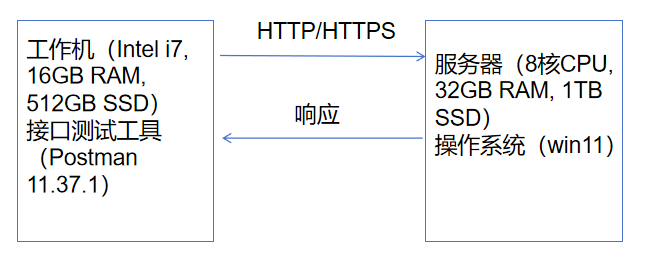 工作机（Intel i7,
16GB RAM,
512GB SSD）
接口测试工具
（Postman
11.37.1）
HTTP/HTTPS
响应
服务器（8核CPU,
32GB RAM, 1TB
SSD）
操作系统（win11）